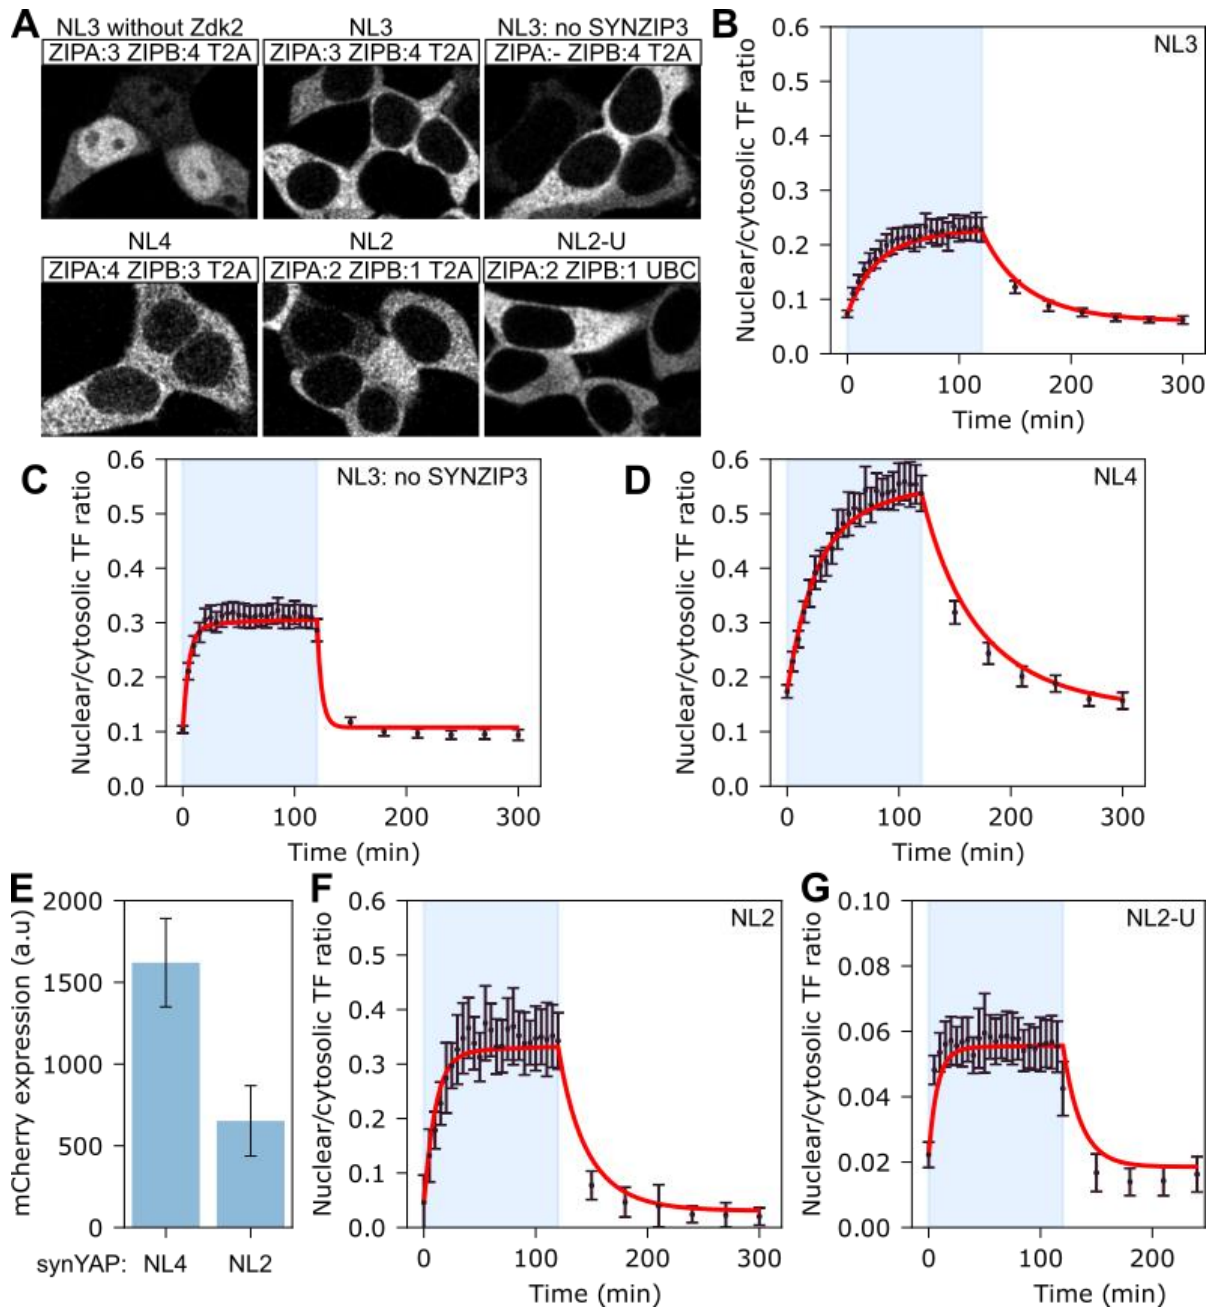 A
NL3 without Zdk2
ZIPA:3 ZIPB:4 T2A
NL3
ZIPA:3 ZIPB:4 T2A
NL3: no SYNZIP3
ZIPA:- ZIPB:4 T2A
NL4
ZIPA:4 ZIPB:3 T2A
NL2
ZIPA:2 ZIPB:1 T2A
NL2-U
ZIPA:2 ZIPB:1 UBC
B
NL3
Nuclear/cytosolic TF ratio
0.6
0.5
0.4
0.3
0.2
0.1
0.0
0
100
200
300
Time (min)
C
NL3: no SYNZIP3
Nuclear/cytosolic TF ratio
0.6
0.5
0.4
0.3
0.2
0.1
0.0
0
100
200
300
Time (min)
D
NL4
Nuclear/cytosolic TF ratio
0.6
0.5
0.4
0.3
0.2
0.1
0.0
0
100
200
300
Time (min)
E
mCherry expression (a.u)
2000
1500
1000
500
0
synYAP: NL4 NL2
F
NL2
Nuclear/cytosolic TF ratio
0.6
0.5
0.4
0.3
0.2
0.1
0.0
0
100
200
300
Time (min)
G
NL2-U
Nuclear/cytosolic TF ratio
0.10
0.08
0.06
0.04
0.02
0.00
0
100
200
Time (min)